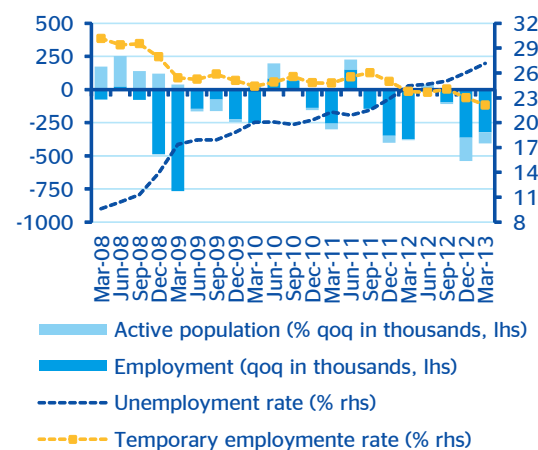 500 32
250 29
0 26
-250 23
-500 20
-750 17
-1000 14
11
8
Mar-08 Jun-08 Sep-08 Dec-08 Mar-09 Jun-09 Sep-09 Dec-09 Mar-10 Jun-10 Sep-10 Dec-10 Mar-11 Jun-11 Sep-11 Dec-11 Mar-12 Jun-12 Sep-12 Dec-12 Mar-13
Active population (% qoq in thousands, lhs)
Employment (qoq in thousands, lhs)
Unemployment rate (% rhs)
Temporary employmente rate (% rhs)